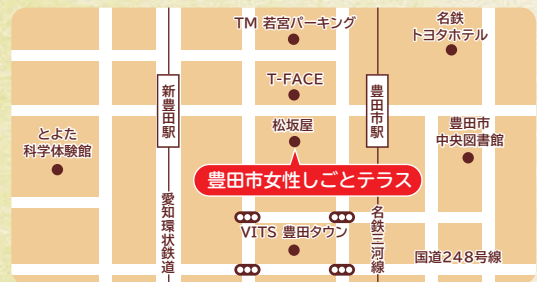 TM 若宮パーキング
名鉄
トヨタホテル
T-FACE
新豊田駅
豊田市駅
松坂屋
とよた
科学体験館
豊田市
中央図書館
豊田市女性しごとテラス
愛知環状鉄道
名鉄三河線
VITS 豊田タウン
国道248号線